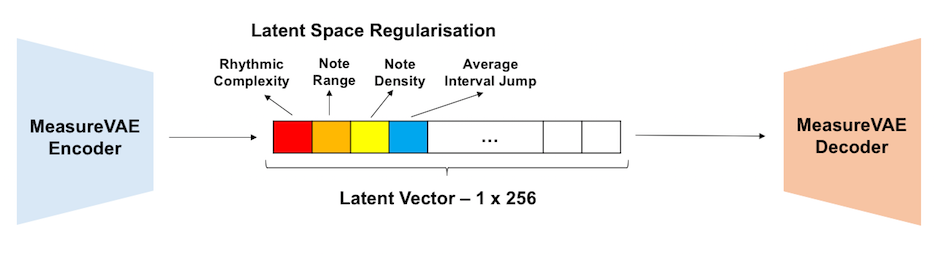 Latent Space Regularisation
Rhythmic
Complexity
Note
Range
Note
Density
Average
Interval Jump
MeasureVAE
Encoder
...
MeasureVAE
Decoder
Latent Vector – 1 x 256